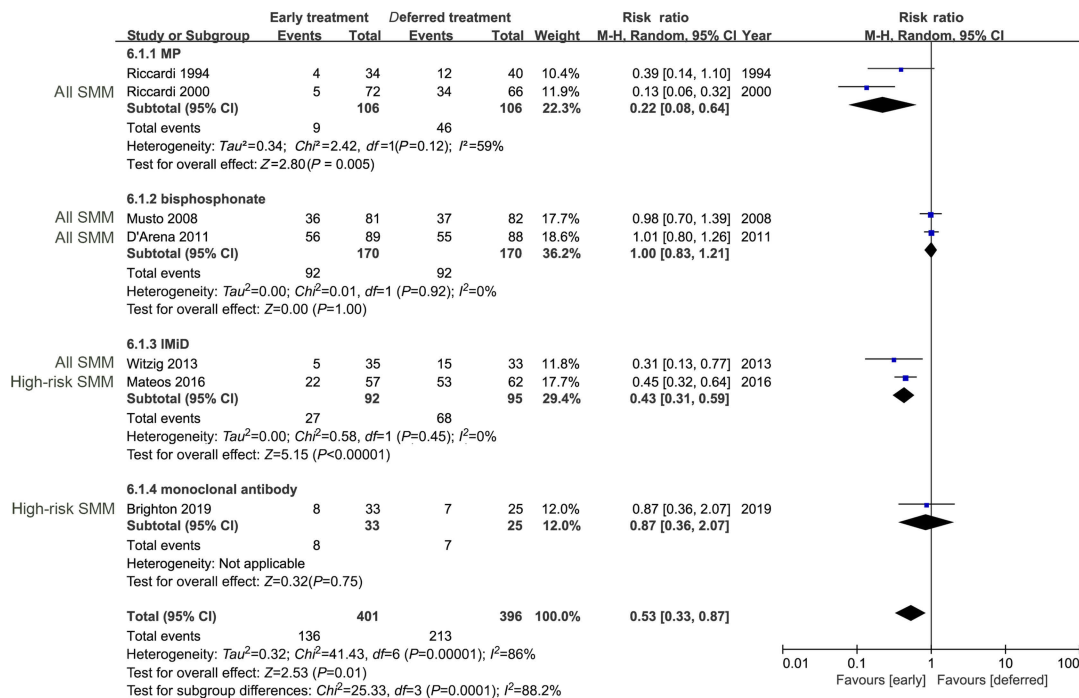 Early treatment Deferred treatment Risk ratio Risk ratio
Study or Subgroup Events Total Events Total Weight M-H, Random, 95% CI Year M-H, Random, 95% CI
6.1.1 MP
Riccardi 1994 4 34 12 40 10.4% 0.39 [0.14, 1.10] 1994
All SMM Riccardi 2000 5 72 34 66 11.9% 0.13 [0.06, 0.32] 2000
Subtotal (95% CI) 106 106 22.3% 0.22 [0.08, 0.64]
Total events 9 46
Heterogeneity: Tau²=0.34; Chi²=2.42, df=1(P=0.12); I²=59%
Test for overall effect: Z=2.80(P = 0.005)
6.1.2 bisphosphonate
All SMM Musto 2008 36 81 37 82 17.7% 0.98 [0.70, 1.39] 2008
All SMM D'Arena 2011 56 89 55 88 18.6% 1.01 [0.80, 1.26] 2011
Subtotal (95% CI) 170 170 36.2% 1.00 [0.83, 1.21]
Total events 92 92
Heterogeneity: Tau²=0.00; Chi²=0.01, df=1 (P=0.92); I²=0%
Test for overall effect: Z=0.00 (P=1.00)
6.1.3 IMiD
All SMM Witzig 2013 5 35 15 33 11.8% 0.31 [0.13, 0.77] 2013
High-risk SMM Mateos 2016 22 57 53 62 17.7% 0.45 [0.32, 0.64] 2016
Subtotal (95% CI) 92 95 29.4% 0.43 [0.31, 0.59]
Total events 27 68
Heterogeneity: Tau²=0.00; Chi²=0.58, df=1 (P=0.45); I²=0%
Test for overall effect: Z=5.15 (P<0.00001)
6.1.4 monoclonal antibody
High-risk SMM Brighton 2019 8 33 7 25 12.0% 0.87 [0.36, 2.07] 2019
Subtotal (95% CI) 33 25 12.0% 0.87 [0.36, 2.07]
Total events 8 7
Heterogeneity: Not applicable
Test for overall effect: Z=0.32(P=0.75)
Total (95% CI) 401 396 100.0% 0.53 [0.33, 0.87]
Total events 136 213
Heterogeneity: Tau²=0.32; Chi²=41.43, df=6 (P=0.00001); I²=86%
Test for overall effect: Z=2.53 (P=0.01)
Test for subgroup differences: Chi²=25.33, df=3 (P=0.0001); I²=88.2%
0.01 0.1 1 10 100
Favours [early] Favours [deferred]